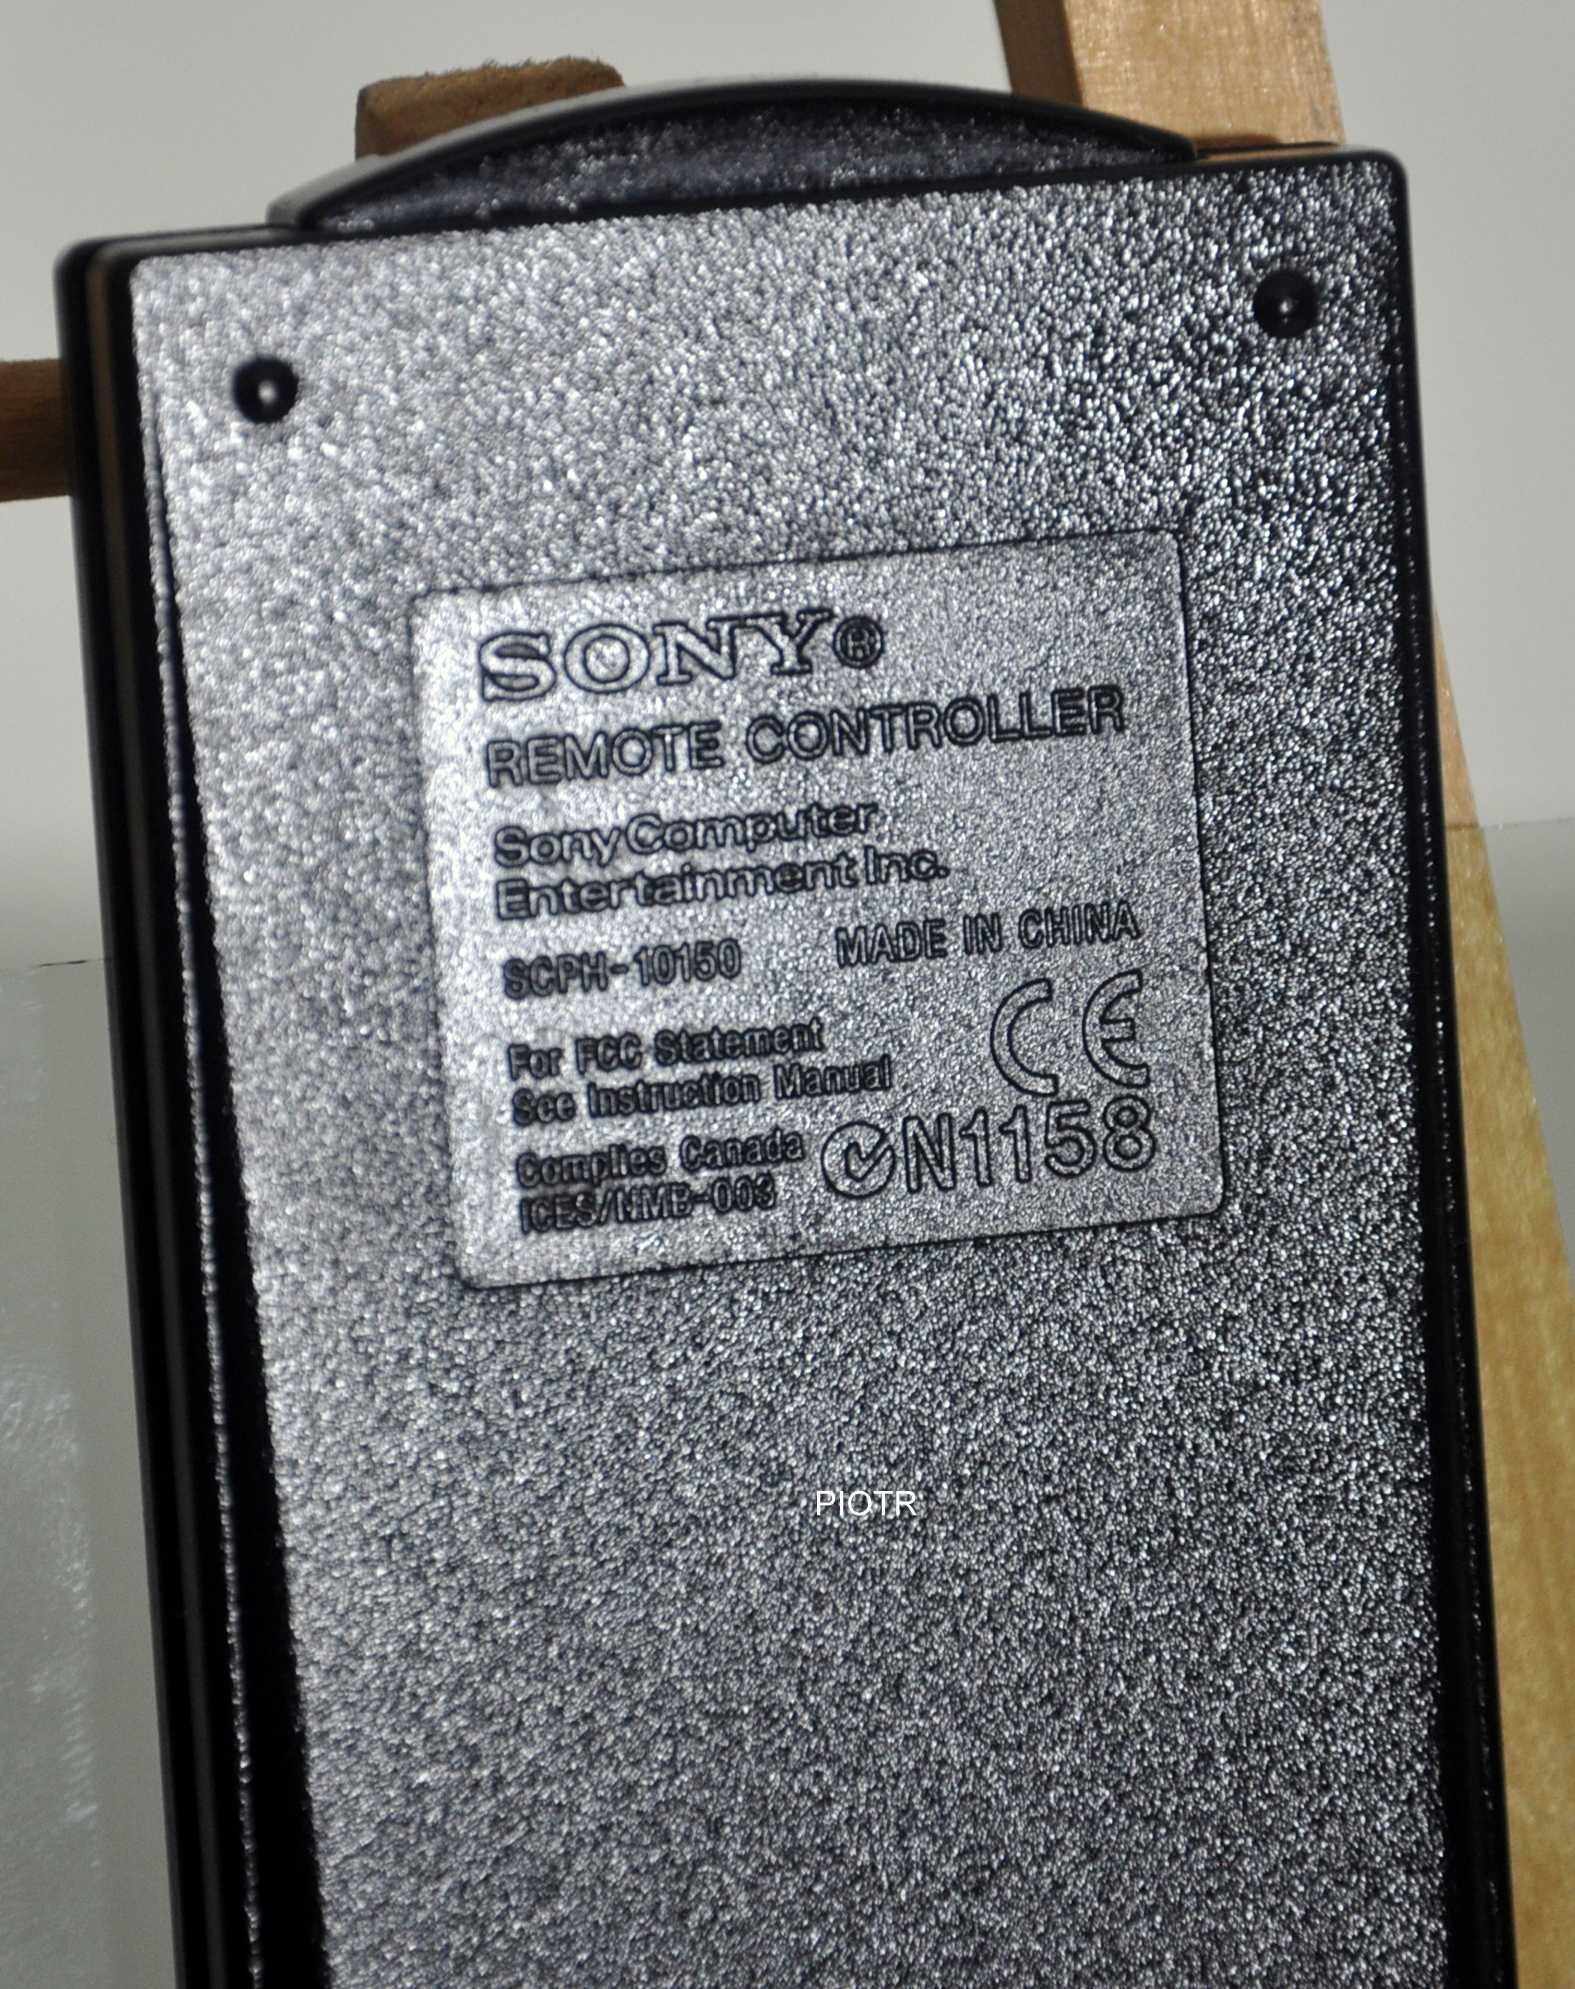 SONY®
REMOTE CONTROLLER
Sony Computer
Entertainment Inc.
SCPH-10150 MADE IN CHINA
CE
For FCC Statement
See Instruction Manual
Complies Canada
ICES/NMB-003
N1158
PIOTR